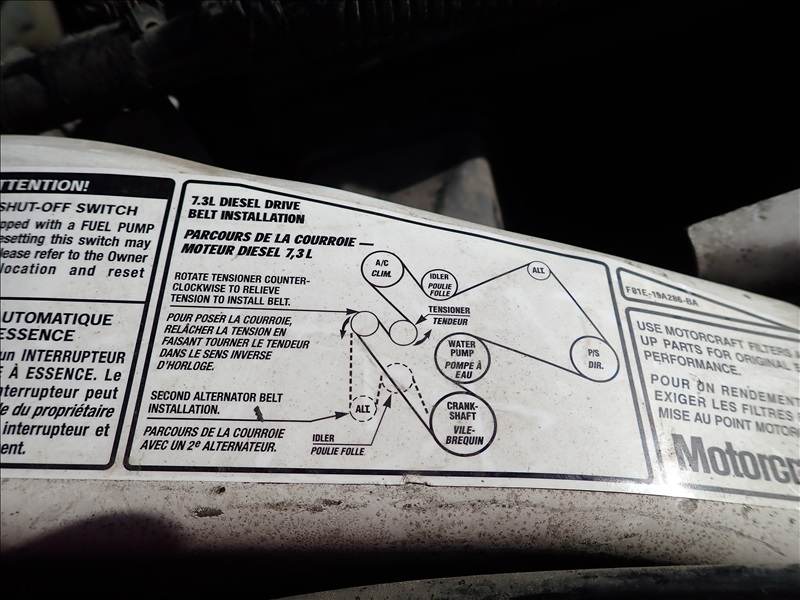 TTENTION!
SHUT-OFF SWITCH
pped with a FUEL PUMP
esetting this switch may
lease refer to the Owner
location and reset
AUTOMATIQUE
ESSENCE
un INTERRUPTEUR
E À ESSENCE. Le
nterrupteur peut
le du propriétaire
interrupteur et
ent.
7.3L DIESEL DRIVE
BELT INSTALLATION
PARCOURS DE LA COURROIE —
MOTEUR DIESEL 7,3 L
ROTATE TENSIONER COUNTER-
CLOCKWISE TO RELIEVE
TENSION TO INSTALL BELT.
POUR POSER LA COURROIE,
RELÂCHER LA TENSION EN
FAISANT TOURNER LE TENDEUR
DANS LE SENS INVERSE
D'HORLOGE.
SECOND ALTERNATOR BELT
INSTALLATION.
PARCOURS DE LA COURROIE
AVEC UN 2e ALTERNATEUR.
A/C
CLIM.
IDLER
POULIE
FOLLE
ALT.
TENSIONER
TENDEUR
WATER
PUMP
POMPE À
EAU
P/S
DIR.
ALT.
CRANK-
SHAFT
VILE-
BREQUIN
IDLER
POULIE FOLLE
F81E-19A286-BA
USE MOTORCRAFT FILTERS
UP PARTS FOR ORIGINAL
PERFORMANCE.
POUR UN RENDEMENT
EXIGER LES FILTRES
MISE AU POINT MOTOR
Motorc